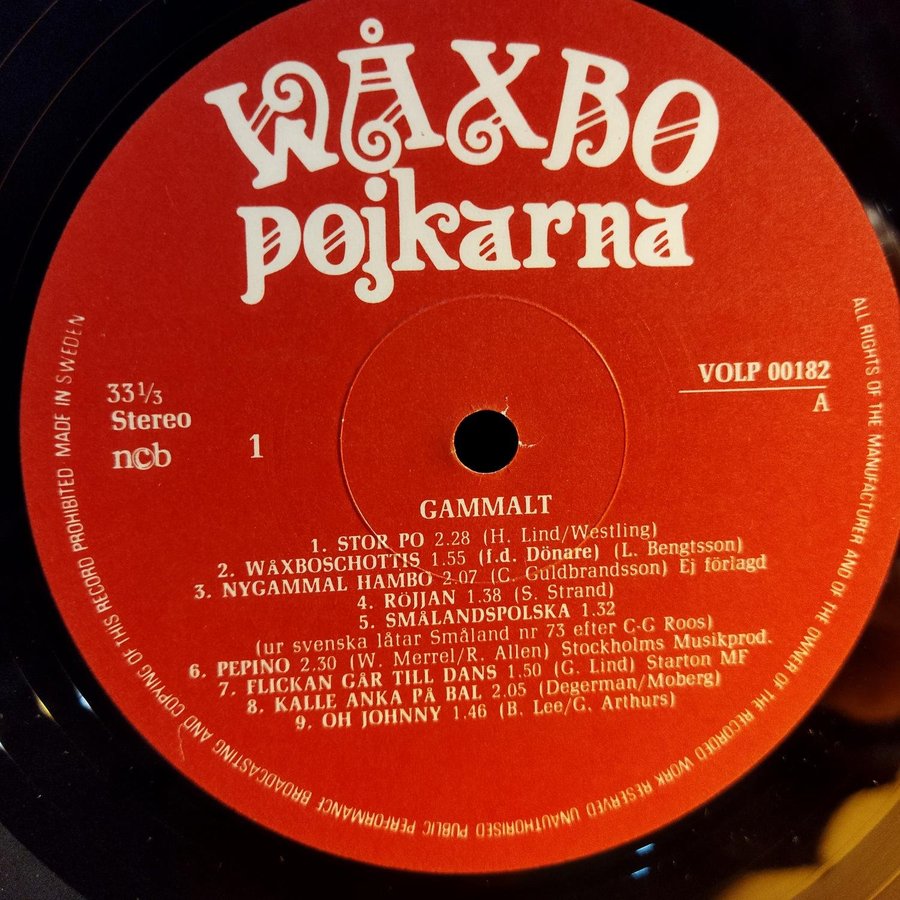 WÅXBO
pojkarna
33 1/3
Stereo
ncb
1
VOLP 00182
A
GAMMALT
1. STOR PO 2.28 (H. Lind/Westling)
2. WÅXBOSCHOTTIS 1.55 (f.d. Dönare) (L. Bengtsson)
3. NYGAMMAL HAMBO 2.07 (C. Guldbrandsson) Ej förlagd
4. RÖJJAN 1.38 (S. Strand)
5. SMÅLANDSPOLSKA 1.32
(ur svenska låtar Småland nr 73 efter C-G Roos)
6. PEPINO 2.30 (W. Merrel/R. Allen) Stockholms Musikprod.
7. FLICKAN GÅR TILL DANS 1.50 (G. Lind) Starton MF
8. KALLE ANKA PÅ BAL 2.05 (Degerman/Moberg)
9. OH JOHNNY 1.46 (B. Lee/G. Arthurs)
ALL RIGHTS OF THE MANUFACTURER AND OF THE OWNER OF THE RECORDED WORK RESERVED UNAUTHORISED PUBLIC PERFORMANCE BROADCASTING AND COPYING OF THIS RECORD PROHIBITED MADE IN SWEDEN